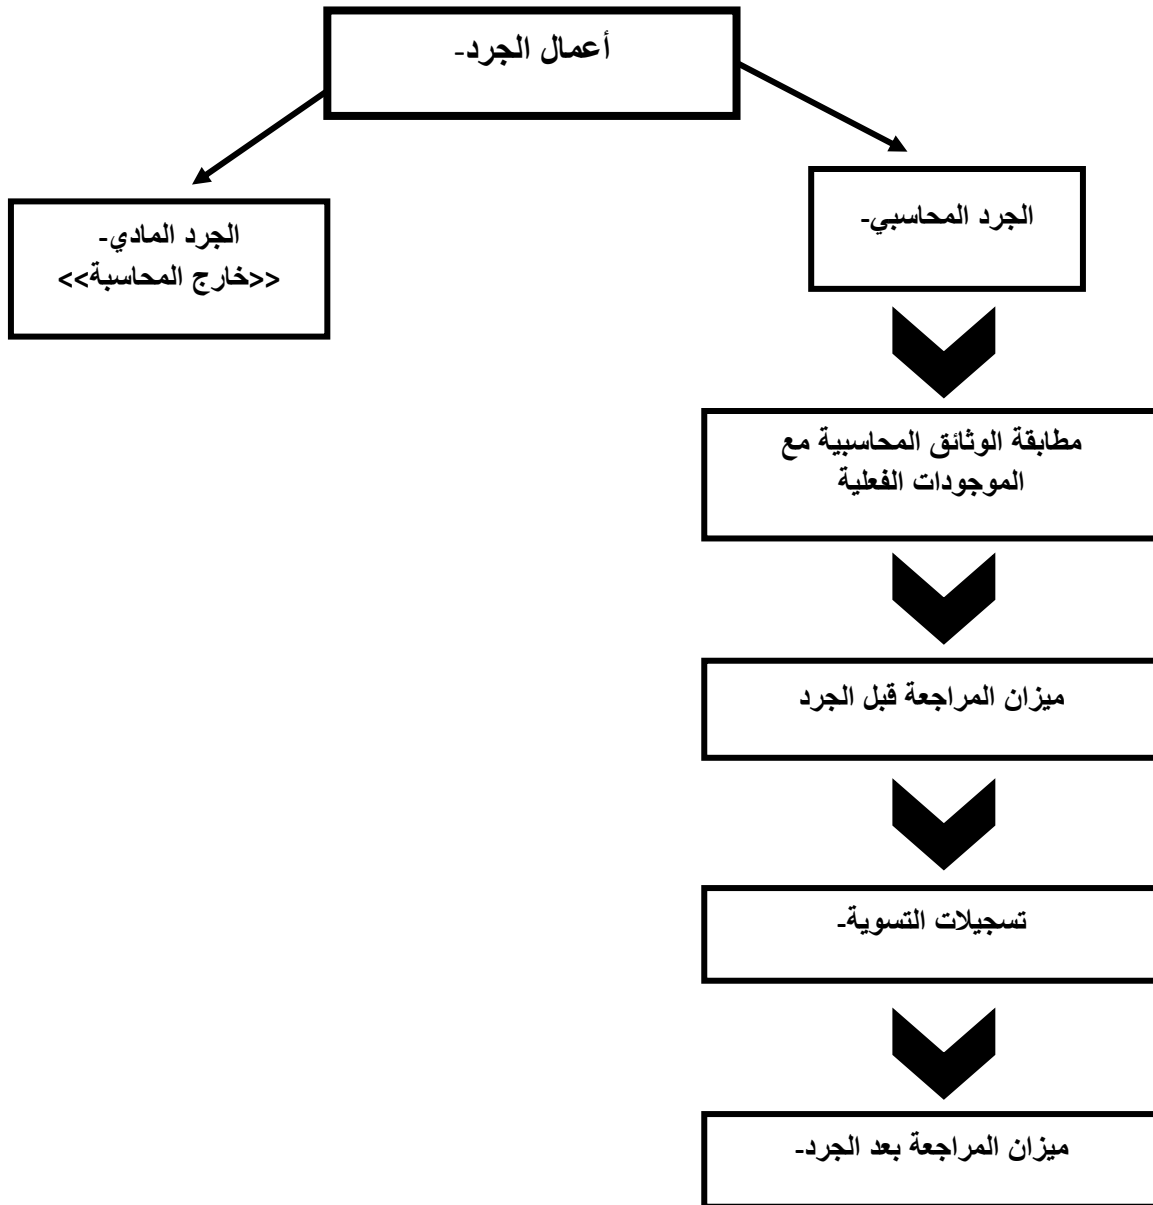 أعمال الجرد-
الجرد المحاسبي-
الجرد المادي-
<<خارج المحاسبة>>
مطابقة الوثائق المحاسبية مع
الموجودات الفعلية
ميزان المراجعة قبل الجرد
تسجيلات التسوية-
ميزان المراجعة بعد الجرد-